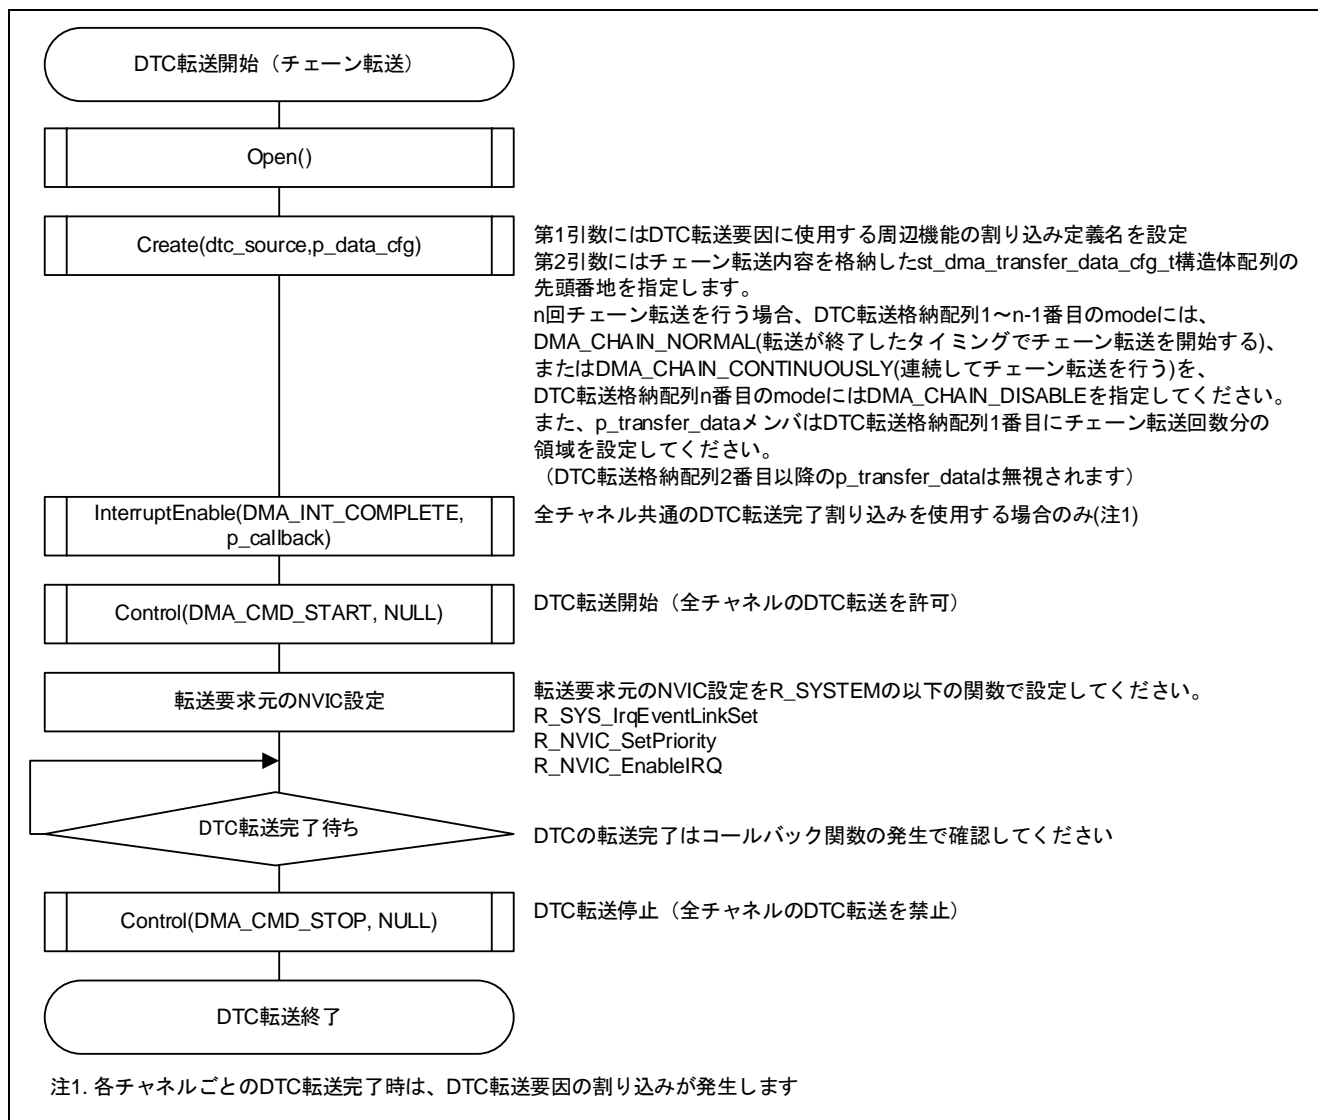 DTC転送開始（チェーン転送）
Open()
Create(dtc_source,p_data_cfg)
第1引数にはDTC転送要因に使用する周辺機能の割り込み定義名を設定
第2引数にはチェーン転送内容を格納したst_dma_transfer_data_cfg_t構造体配列の
先頭番地を指定します。
n回チェーン転送を行う場合、DTC転送格納配列1～n-1番目のmodeには、
DMA_CHAIN_NORMAL(転送が終了したタイミングでチェーン転送を開始する)、
またはDMA_CHAIN_CONTINUOUSLY(連続してチェーン転送を行う)を、
DTC転送格納配列n番目のmodeにはDMA_CHAIN_DISABLEを指定してください。
また、p_transfer_dataメンバはDTC転送格納配列1番目にチェーン転送回数分の
領域を設定してください。
（DTC転送格納配列2番目以降のp_transfer_dataは無視されます）
InterruptEnable(DMA_INT_COMPLETE,
p_callback)
全チャネル共通のDTC転送完了割り込みを使用する場合のみ(注1)
Control(DMA_CMD_START, NULL)
DTC転送開始（全チャネルのDTC転送を許可）
転送要求元のNVIC設定
転送要求元のNVIC設定をR_SYSTEMの以下の関数で設定してください。
R_SYS_IrqEventLinkSet
R_NVIC_SetPriority
R_NVIC_EnableIRQ
DTC転送完了待ち
DTCの転送完了はコールバック関数の発生で確認してください
Control(DMA_CMD_STOP, NULL)
DTC転送停止（全チャネルのDTC転送を禁止）
DTC転送終了
注1. 各チャネルごとのDTC転送完了時は、DTC転送要因の割り込みが発生します